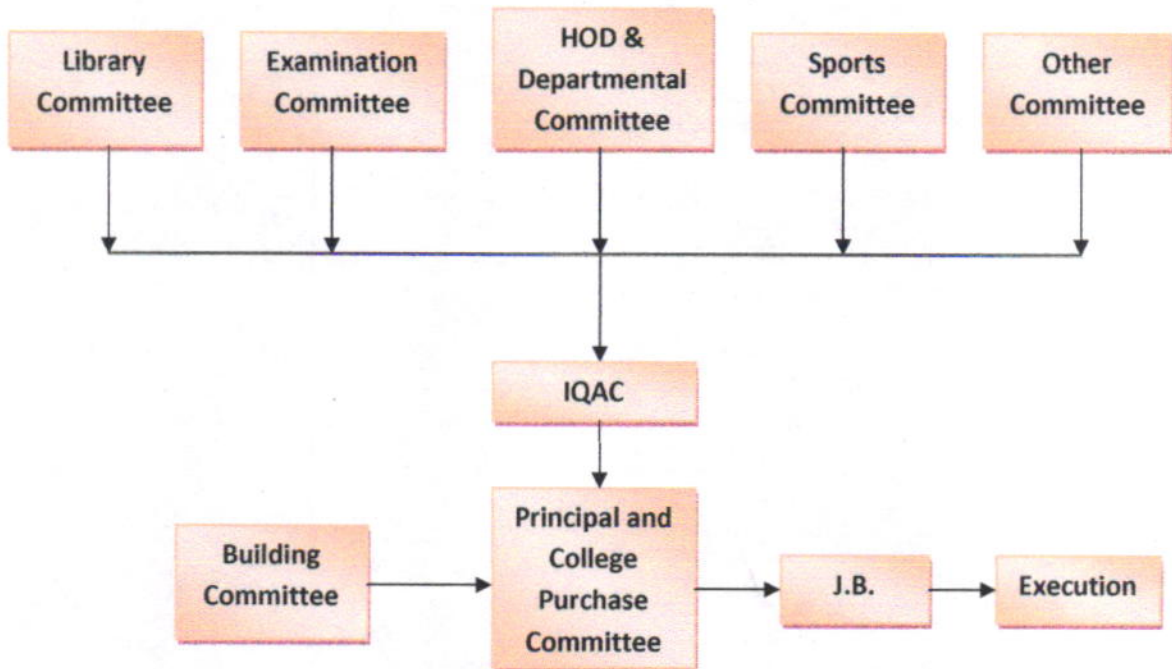 Library
Committee
Examination
Committee
HOD &
Departmental
Committee
Sports
Committee
Other
Committee
IQAC
Building
Committee
Principal and
College
Purchase
Committee
J.B.
Execution